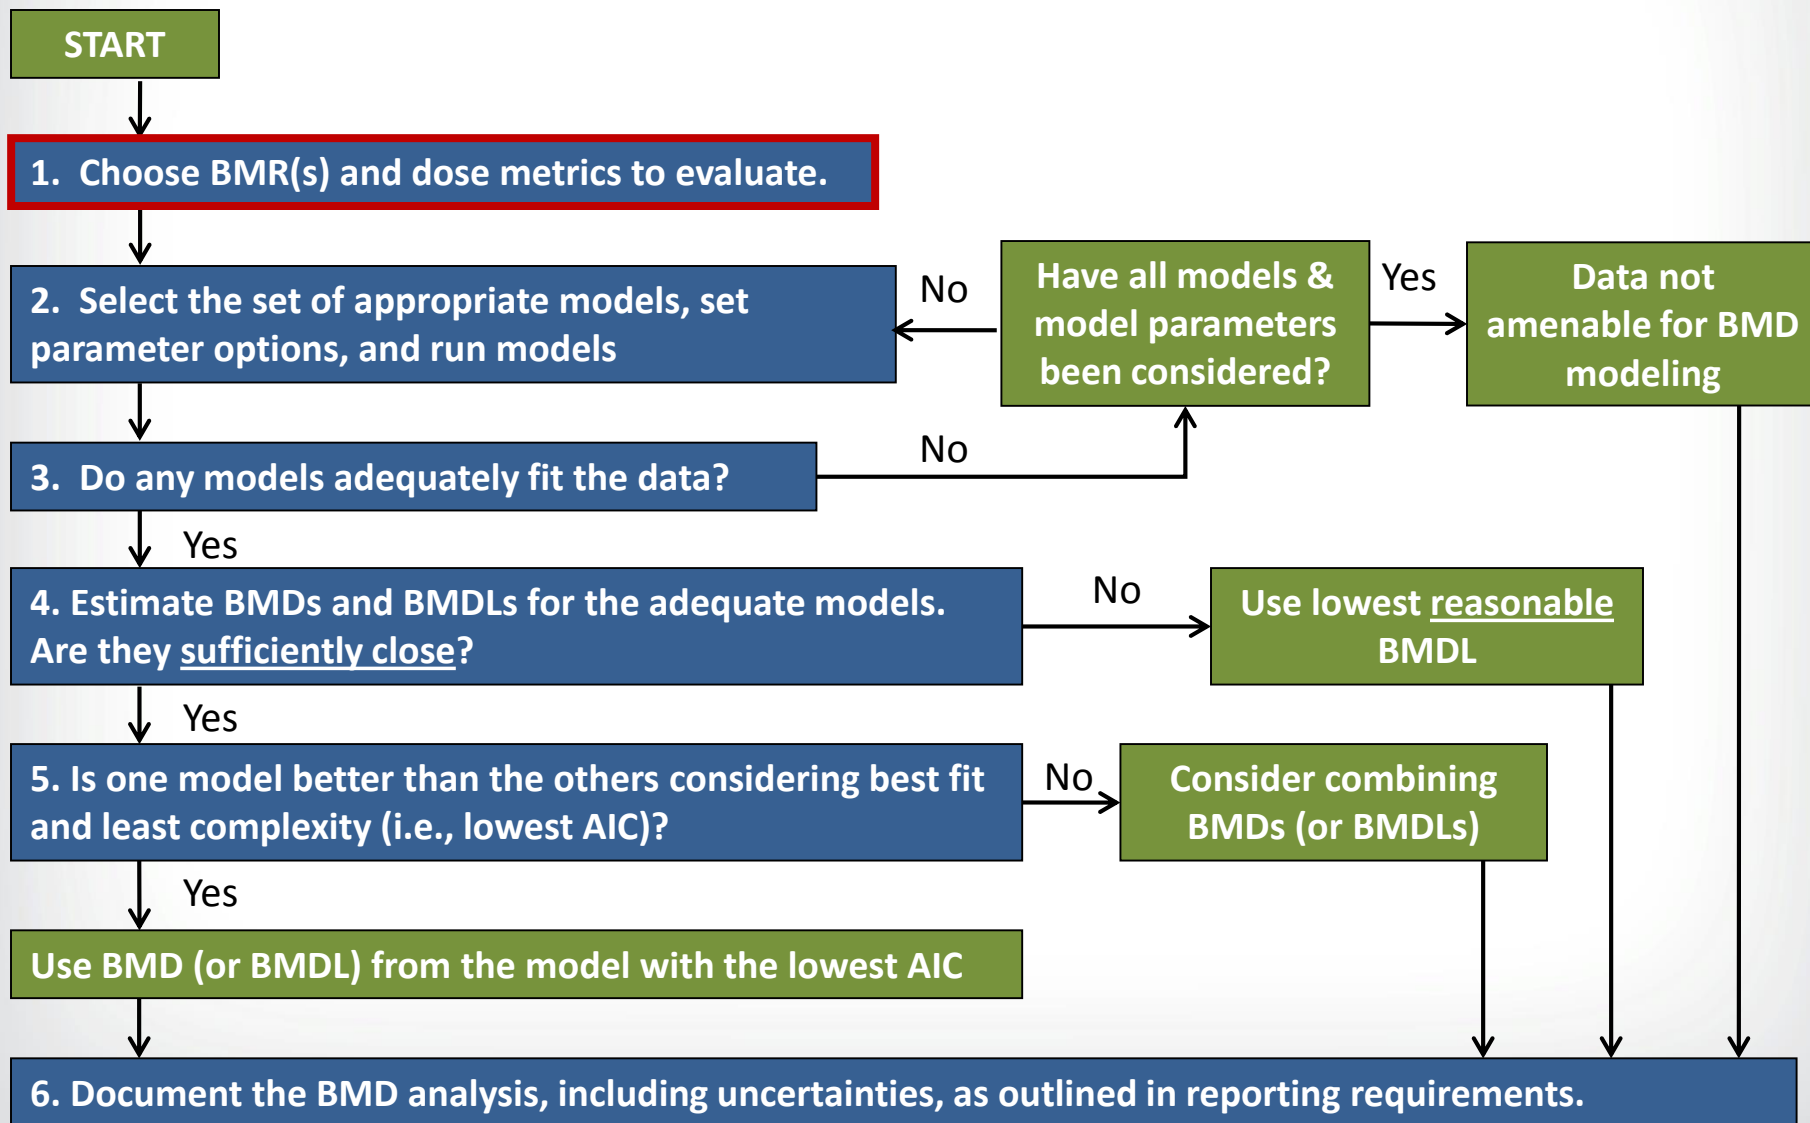 START
1. Choose BMR(s) and dose metrics to evaluate.
2. Select the set of appropriate models, set
parameter options, and run models
No
Have all models &
model parameters
been considered?
Yes
Data not
amenable for BMD
modeling
3. Do any models adequately fit the data?
No
Yes
4. Estimate BMDs and BMDLs for the adequate models.
Are they sufficiently close?
No
Use lowest reasonable
BMDL
Yes
5. Is one model better than the others considering best fit
and least complexity (i.e., lowest AIC)?
No
Consider combining
BMDs (or BMDLs)
Yes
Use BMD (or BMDL) from the model with the lowest AIC
6. Document the BMD analysis, including uncertainties, as outlined in reporting requirements.